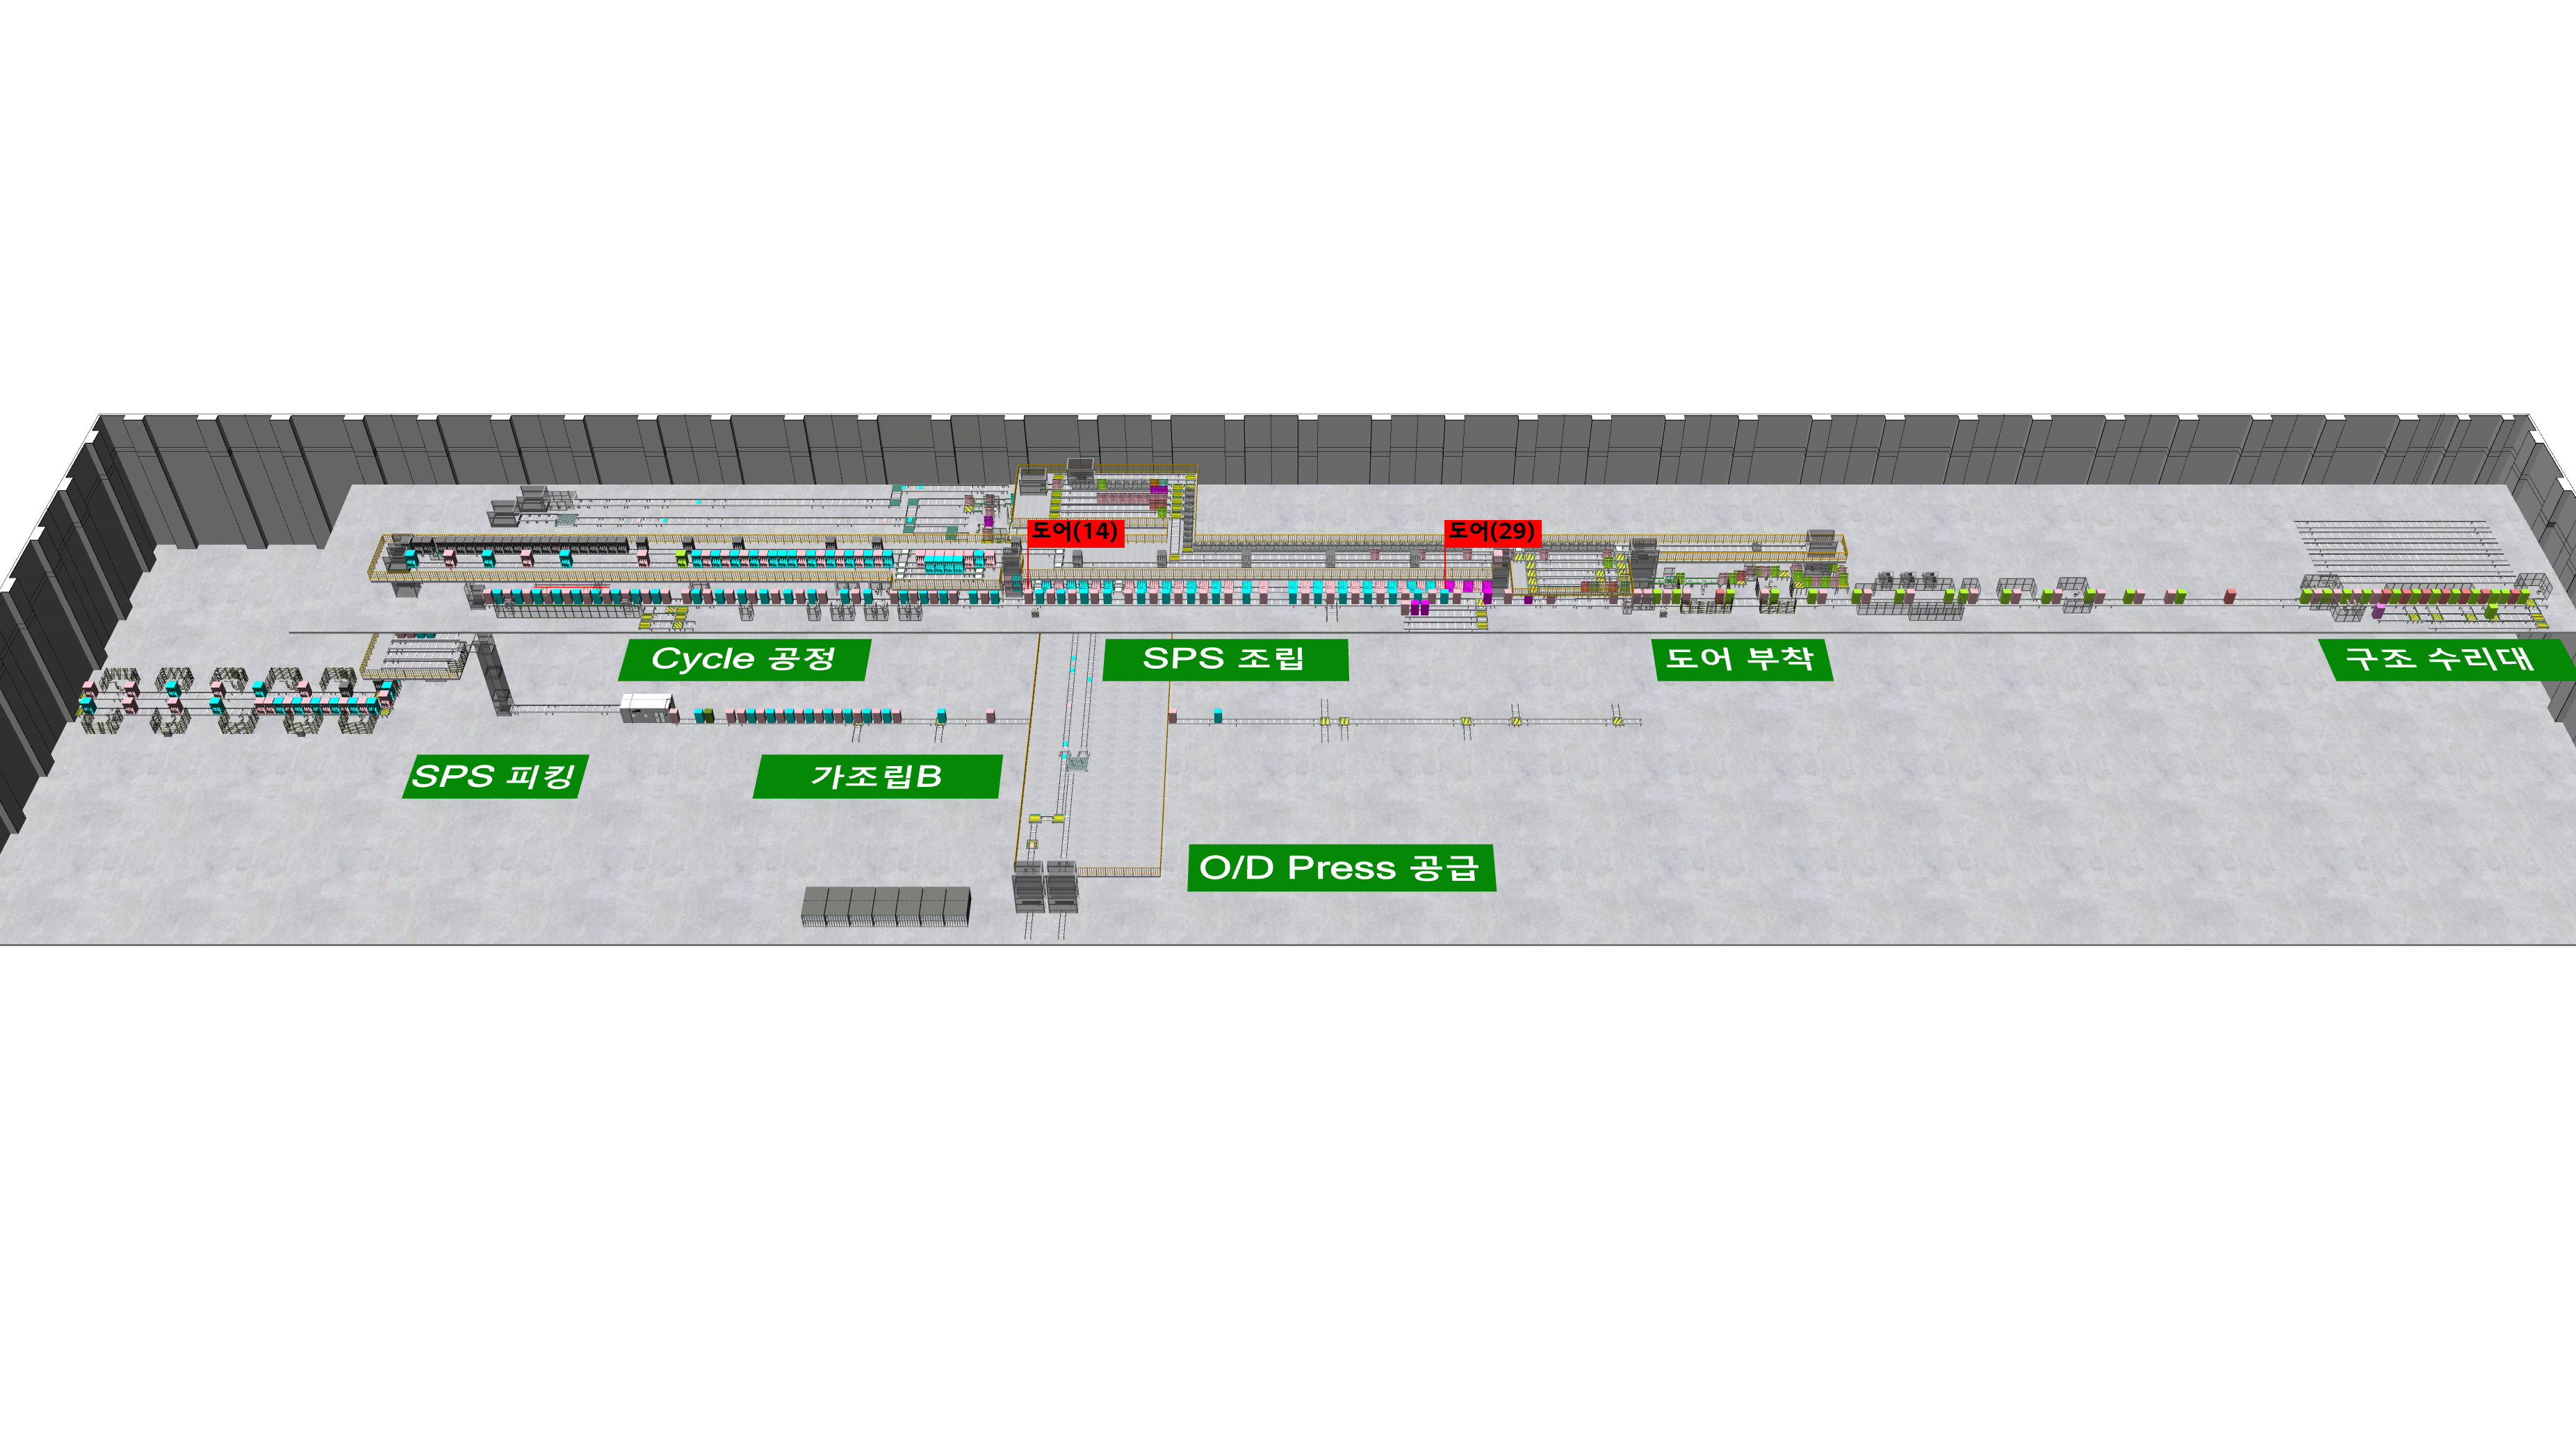 도어(14)
도어(29)
Cycle 공정
SPS 조립
도어 부착
구조 수리대
SPS 피킹
가조립B
O/D Press 공급